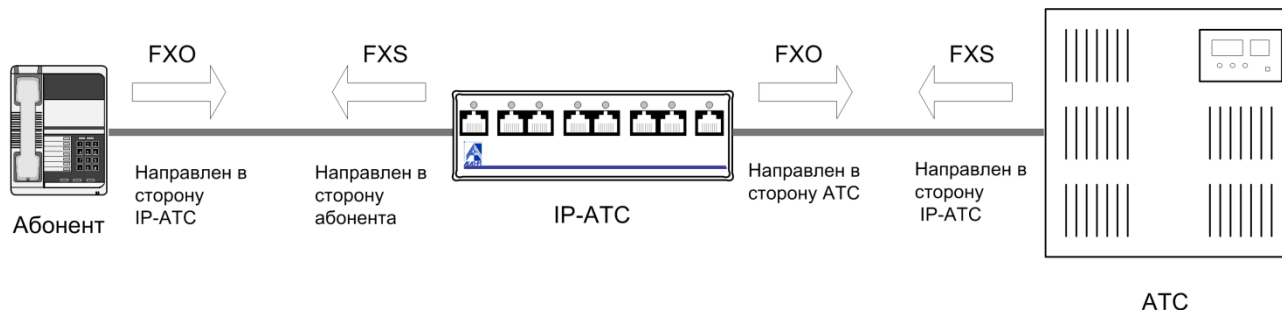 FXO
FXS
FXO
FXS
Направлен в
сторону
IP-АТС
Направлен в
сторону
абонента
Направлен в
сторону АТС
Направлен в
сторону
IP-АТС
Абонент
IP-АТС
АТС